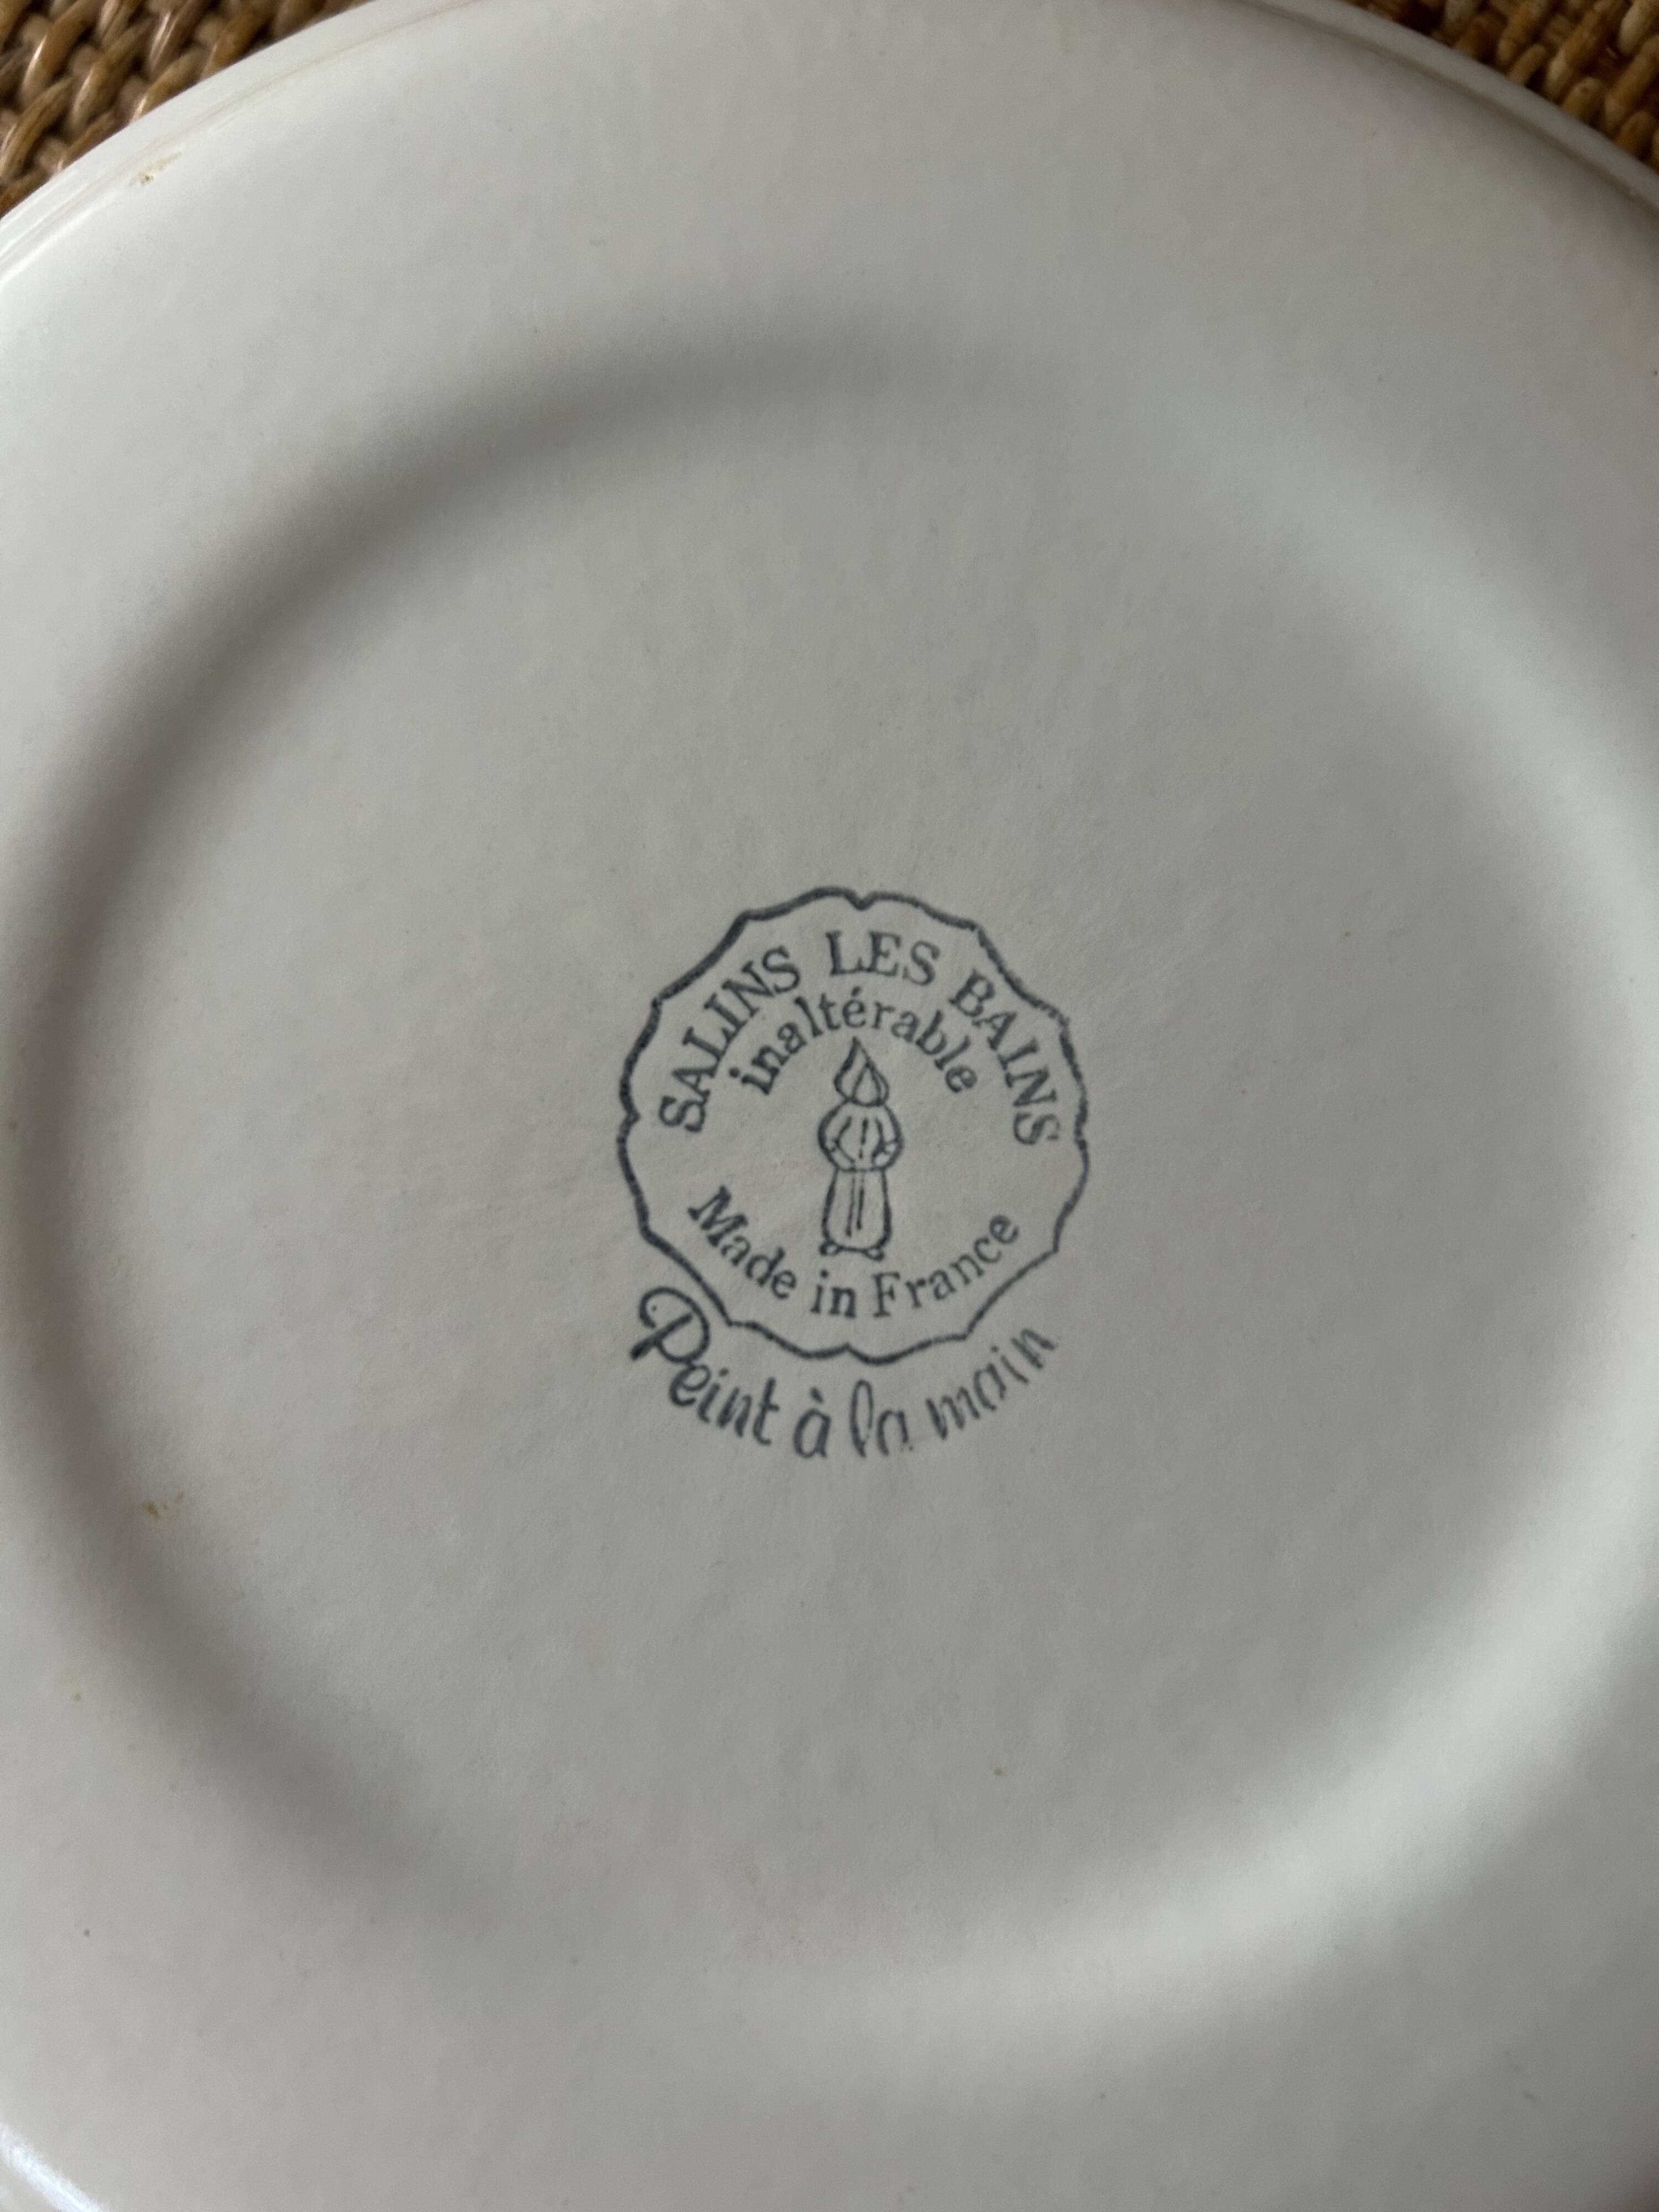 SALINS LES BAINS
inaltérable
Made in France
Peint à la main